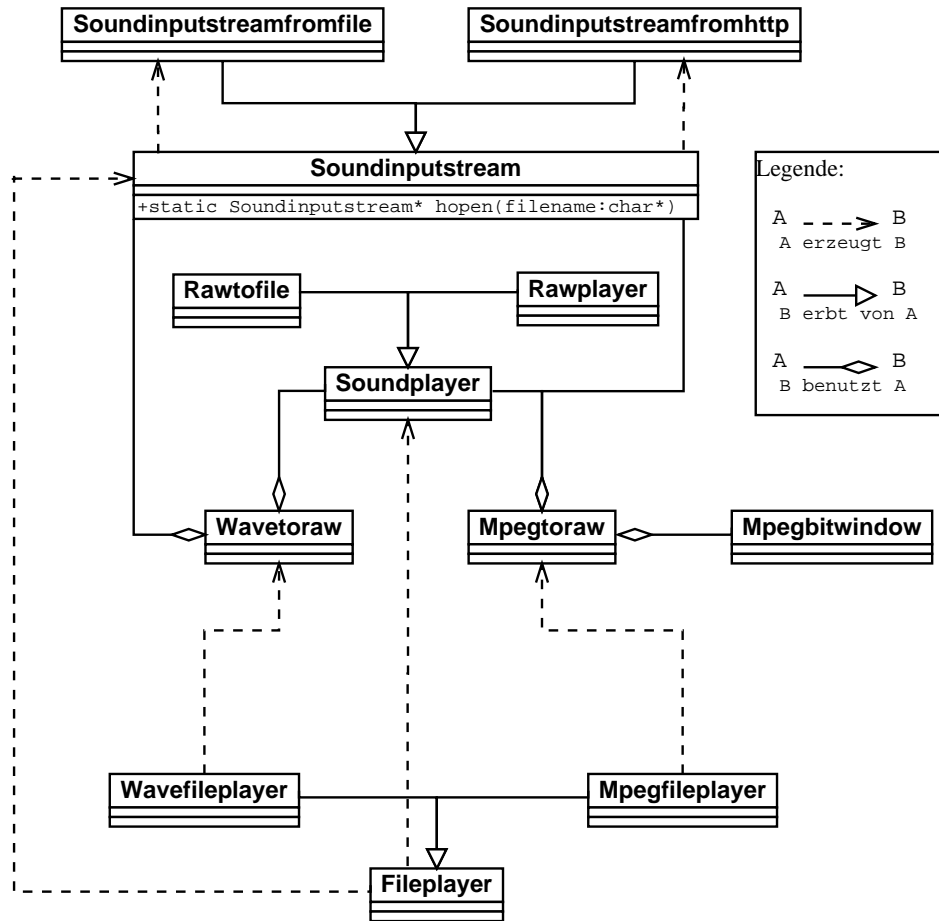 Soundinputstreamfromfile
Soundinputstreamfromhttp
Soundinputstream
+static Soundinputstream* hopen(filename:char*)
Legende:
A B
A erzeugt B
A B
B erbt von A
A B
B benutzt A
Rawtofile
Rawplayer
Soundplayer
Wavetoraw
Mpegtoraw
Mpegbitwindow
Wavefileplayer
Mpegfileplayer
Fileplayer